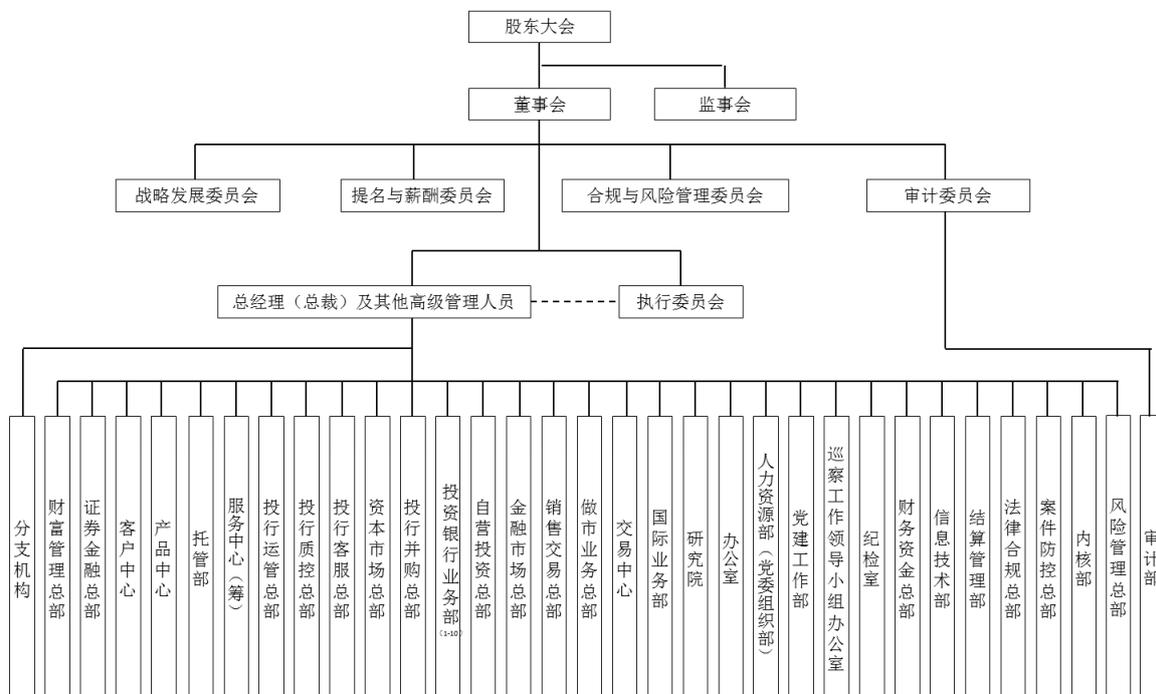 股东大会
董事会
监事会
战略发展委员会
提名与薪酬委员会
合规与风险管理委员会
审计委员会
总经理（总裁）及其他高级管理人员
执行委员会
分支机构
财富管理总部
证券金融总部
客户中心
产品中心
托管部
服务中心（筹）
投行运管总部
投行质控总部
投行客服总部
资本市场总部
投行并购总部
投资银行业务部（1-10）
自营投资总部
金融市场总部
销售交易总部
做市业务总部
交易中心
国际业务部
研究院
办公室
人力资源部（党委组织部）
党建工作部
巡察工作领导小组办公室
纪检室
财务资金总部
信息技术部
结算管理部
法律合规总部
案件防控总部
内核部
风险管理总部
审计部